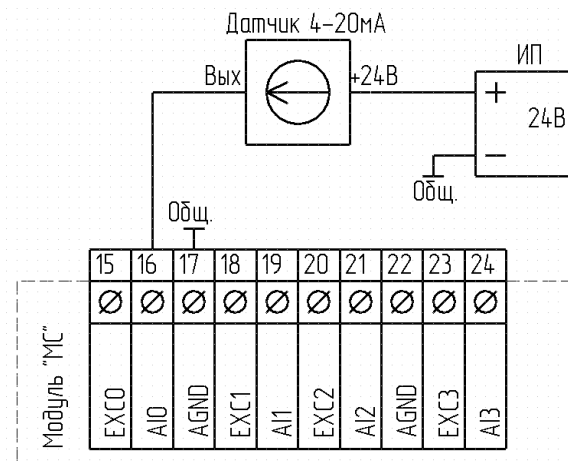 Датчик 4-20мА
ИП
Вых
+24В
+
24В
−
Общ.
Общ.
15 16 17 18 19 20 21 22 23 24
Модуль "МС"
EXC0
AI0
AGND
EXC1
AI1
EXC2
AI2
AGND
EXC3
AI3